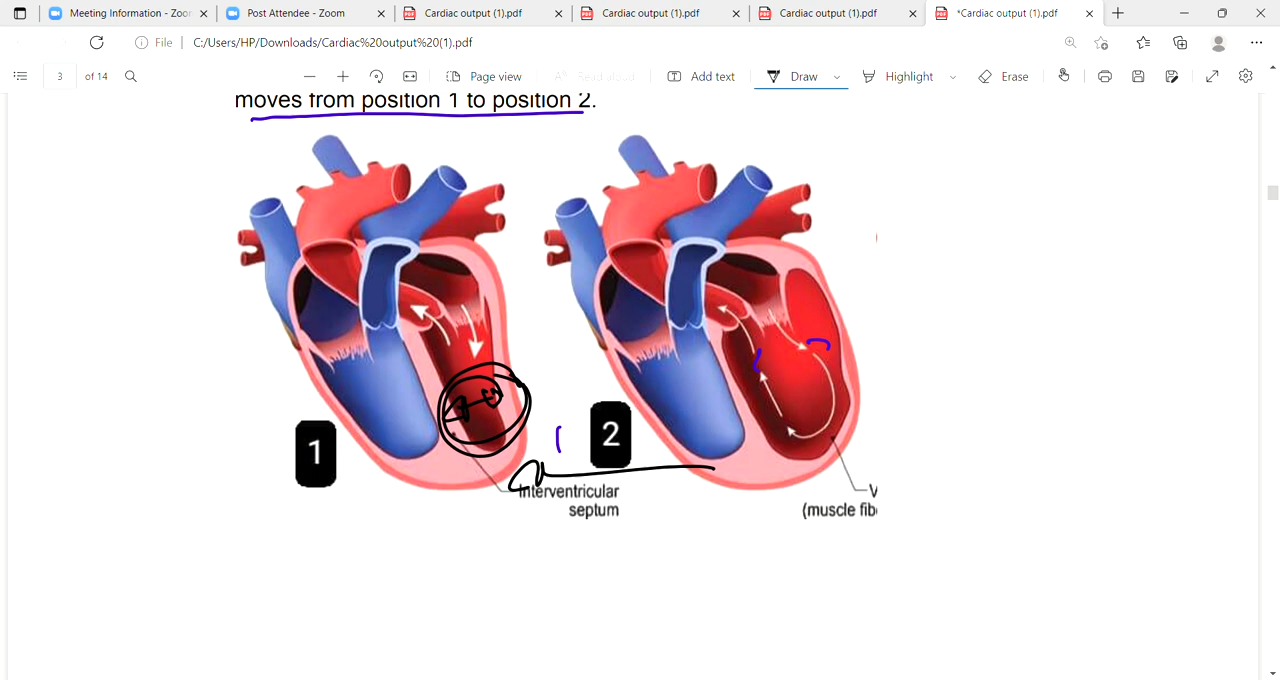 Meeting Information - Zoor
Post Attendee - Zoom
Cardiac output (1).pdf
Cardiac output (1).pdf
Cardiac output (1).pdf
*Cardiac output (1).pdf
File
C:/Users/HP/Downloads/Cardiac%20output%20(1).pdf
3 of 14
Page view
Read aloud
Add text
Draw
Highlight
Erase
moves from position 1 to position 2.
1
2
Interventricular
septum
V
(muscle fib